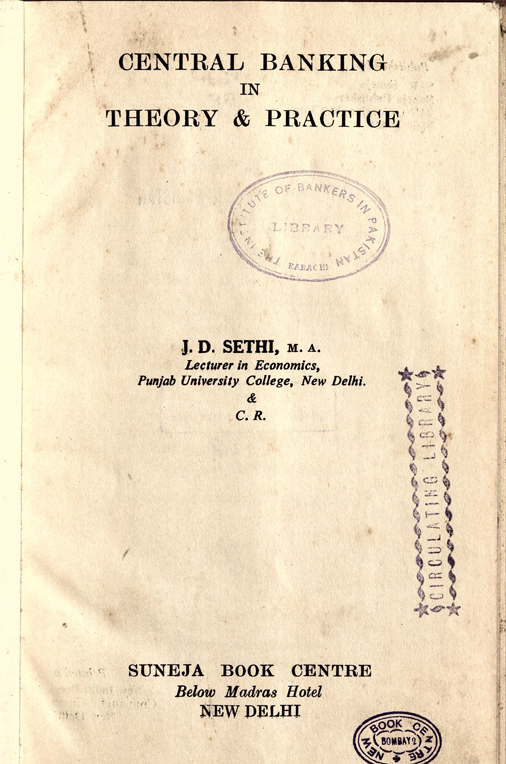 CENTRAL BANKING
IN
THEORY & PRACTICE
THE INSTITUTE OF BANKERS IN PAKISTAN
LIBRARY
KARACHI
J. D. SETHI, M. A.
Lecturer in Economics,
Punjab University College, New Delhi.
&
C. R.
CIRCULATING LIBRARY
SUNEJA BOOK CENTRE
Below Madras Hotel
NEW DELHI
NEW BOOK CENTRE
BOMBAY 2